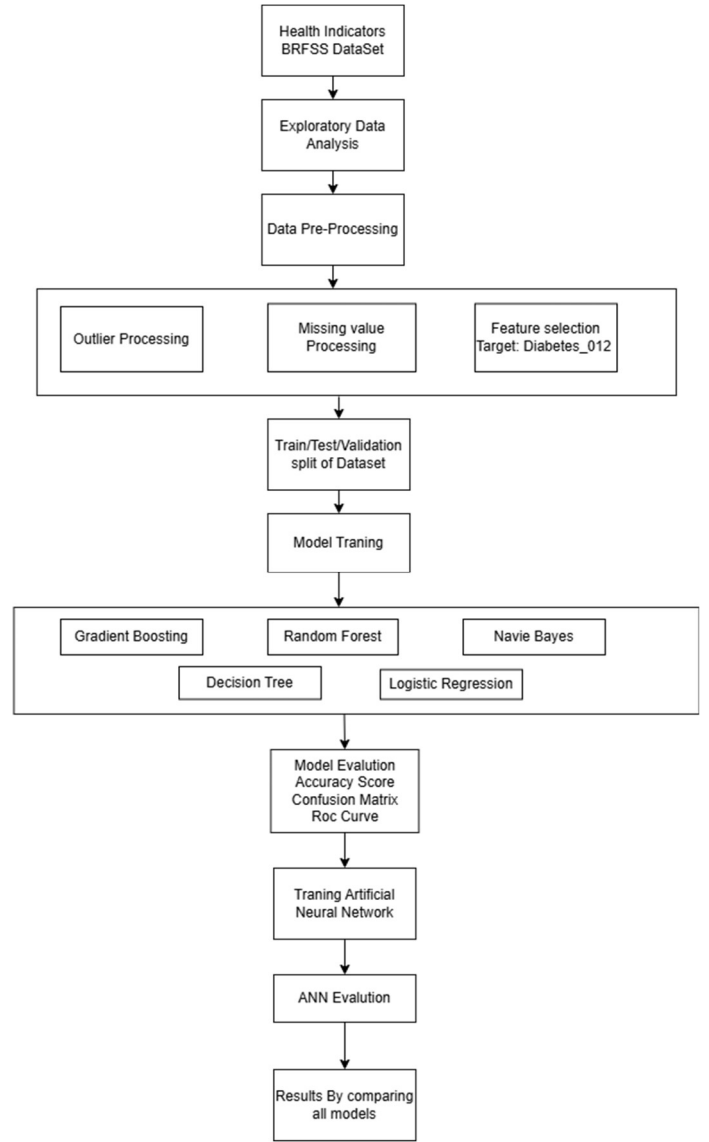 Health Indicators
BRFSS DataSet
Exploratory Data
Analysis
Data Pre-Processing
Outlier Processing
Missing value
Processing
Feature selection
Target: Diabetes_012
Train/Test/Validation
split of Dataset
Model Traning
Gradient Boosting
Random Forest
Navie Bayes
Decision Tree
Logistic Regression
Model Evaluation
Accuracy Score
Confusion Matrix
Roc Curve
Traning Artificial
Neural Network
ANN Evalution
Results By comparing
all models